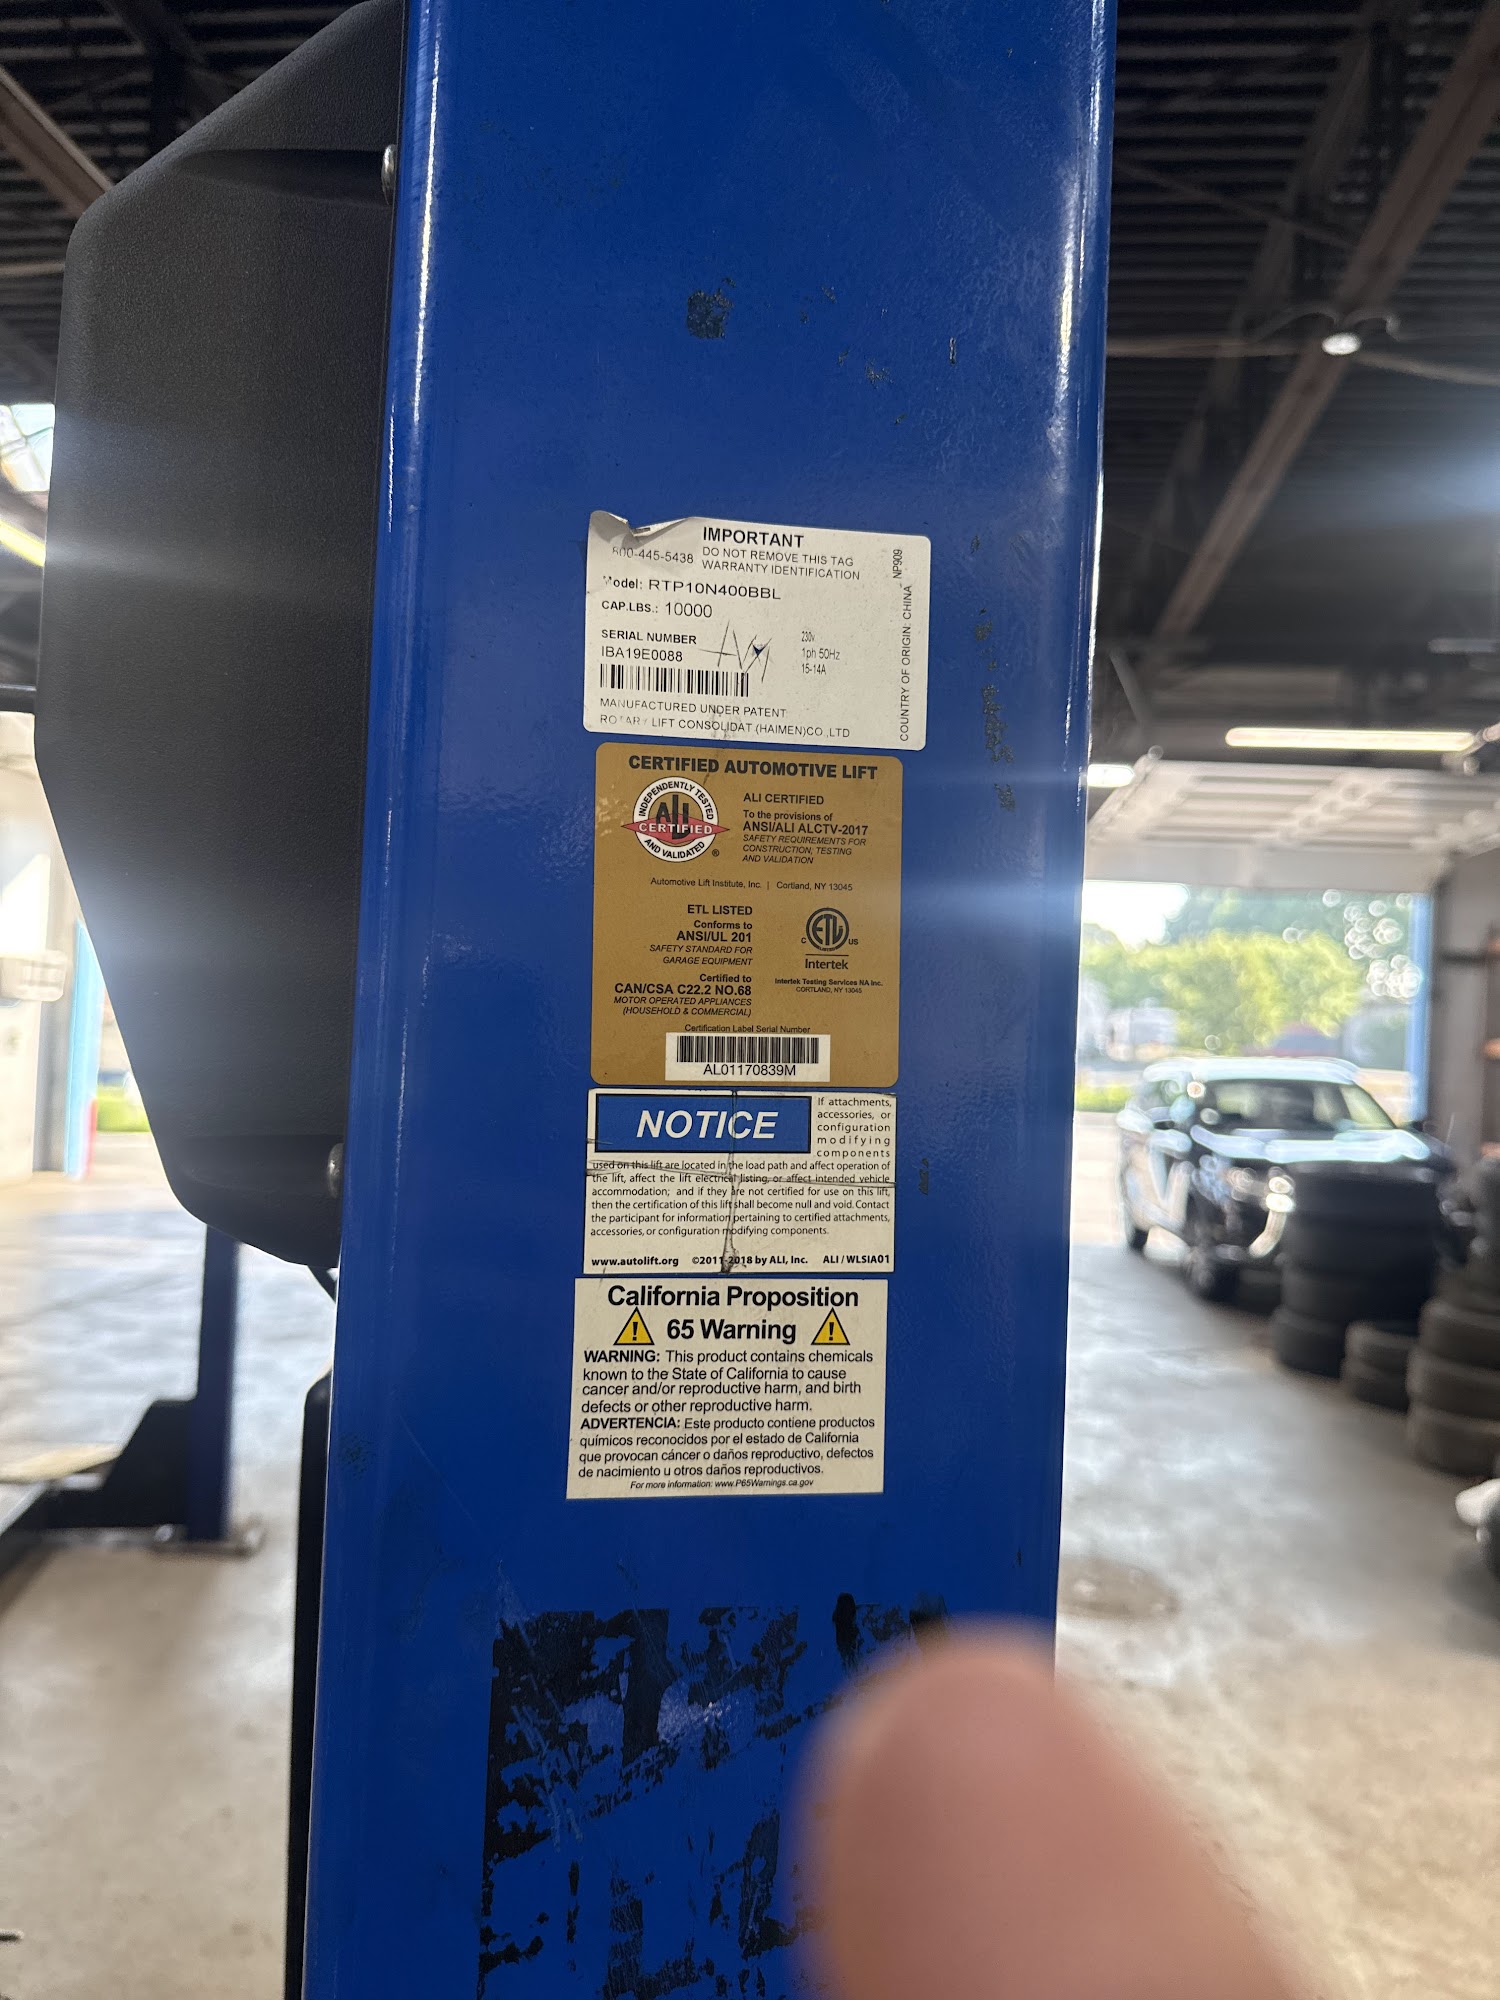 IMPORTANT
800-445-5438 DO NOT REMOVE THIS TAG
WARRANTY IDENTIFICATION
Model: RTP10N400BBL
CAP.LBS.: 10000
SERIAL NUMBER
IBA19E0088
230v
1ph 50Hz
15-14A
MANUFACTURED UNDER PATENT
ROTARY LIFT CONSOLIDAT (HAIMEN)CO.,LTD
COUNTRY OF ORIGIN: CHINA NP909
CERTIFIED AUTOMOTIVE LIFT
INDEPENDENTLY TESTED
ALI
CERTIFIED
AND VALIDATED
®
ALI CERTIFIED
To the provisions of
ANSI/ALI ALCTV-2017
SAFETY REQUIREMENTS FOR
CONSTRUCTION, TESTING
AND VALIDATION
Automotive Lift Institute, Inc. | Cortland, NY 13045
ETL LISTED
Conforms to
ANSI/UL 201
SAFETY STANDARD FOR
GARAGE EQUIPMENT
Certified to
CAN/CSA C22.2 NO.68
MOTOR OPERATED APPLIANCES
(HOUSEHOLD & COMMERCIAL)
C ETL US
Intertek
Intertek Testing Services NA Inc.
CORTLAND, NY 13045
Certification Label Serial Number
AL01170839M
NOTICE
If attachments,
accessories, or
configuration
modifying
components
used on this lift are located in the load path and affect operation of
the lift, affect the lift electrical listing, or affect intended vehicle
accommodation; and if they are not certified for use on this lift,
then the certification of this lift shall become null and void. Contact
the participant for information pertaining to certified attachments,
accessories, or configuration modifying components.
www.autolift.org ©2011-2018 by ALI, Inc. ALI / WLSIA01
California Proposition
65 Warning
WARNING: This product contains chemicals
known to the State of California to cause
cancer and/or reproductive harm, and birth
defects or other reproductive harm.
ADVERTENCIA: Este producto contiene productos
químicos reconocidos por el estado de California
que provocan cáncer o daños reproductivo, defectos
de nacimiento u otros daños reproductivos.
For more information: www.P65Warnings.ca.gov